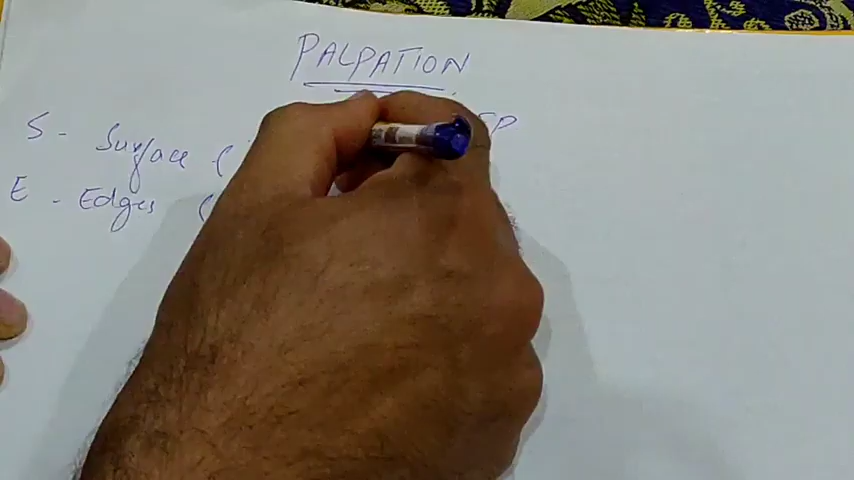 PALPATION
S - Surface (
E - Edges (